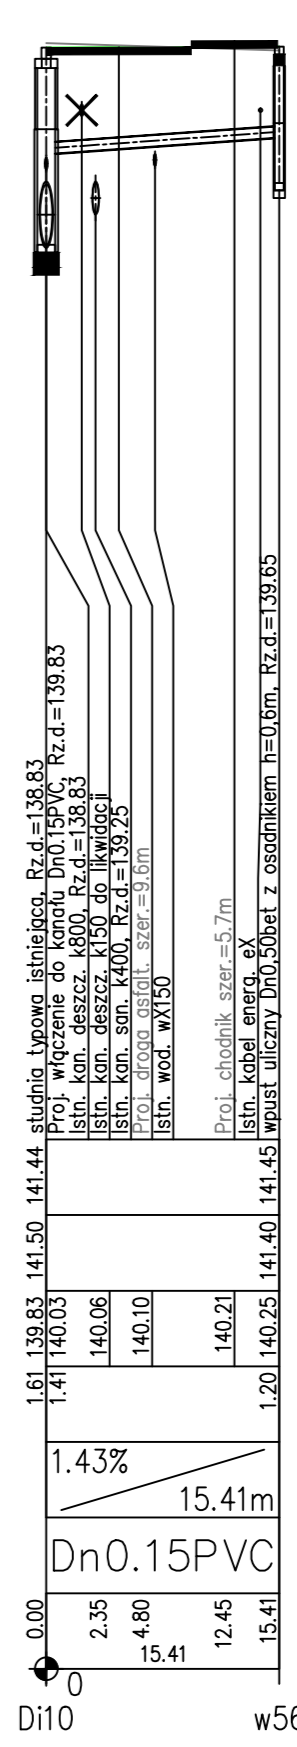 studnia typowa istniejąca, Rz.d.=138.83
Proj. włączenie do kanału Dn0.15PVC, Rz.d.=139.83
Istn. kan. deszcz. k800, Rz.d.=138.83
Istn. kan. deszcz. k150 do likwidacji
Istn. kan. san. k400, Rz.d.=139.25
Proj. droga asfalt. szer.=9.6m
Istn. wod. wX150
Proj. chodnik szer.=5.7m
Istn. kabel energ. eX
wpust uliczny Dn0,50bet z osadnikiem h=0,6m, Rz.d.=139.65
141.44 141.45
141.50 141.40
139.83 140.03 140.06 140.10 140.21 140.25
1.61 1.41 1.20
1.43%
15.41m
Dn0.15PVC
0.00 2.35 4.80 12.45 15.41
15.41
0
Di10 w56